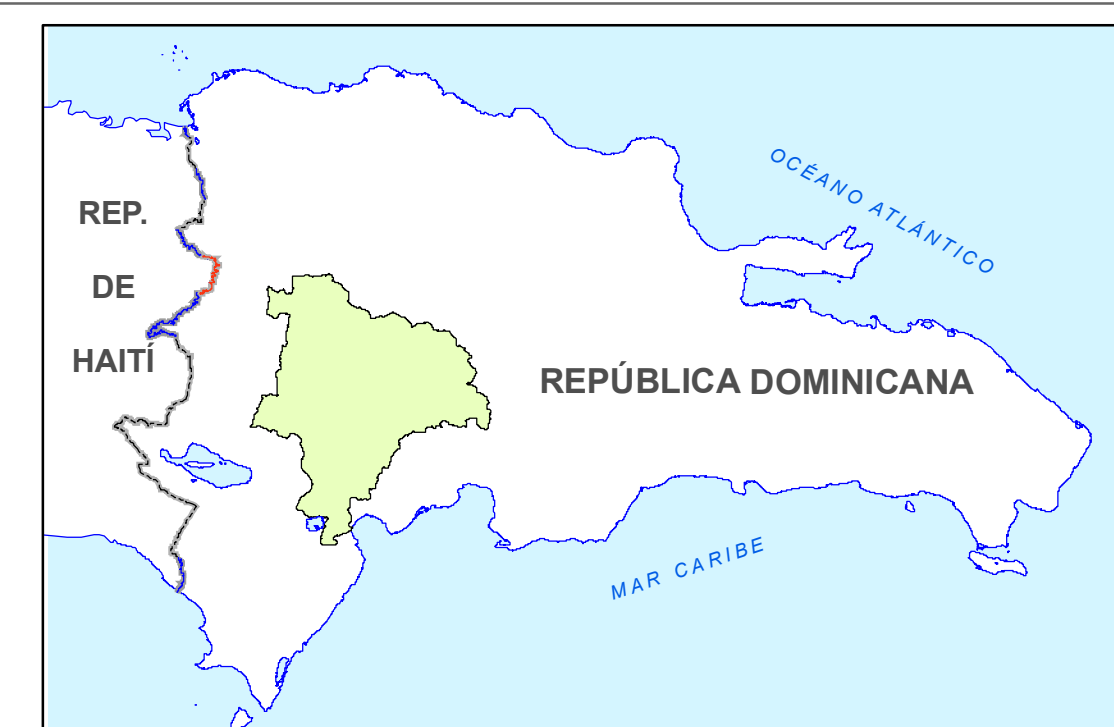 OCÉANO ATLÁNTICO
REP.
DE
HAITÍ
REPÚBLICA DOMINICANA
MAR CARIBE